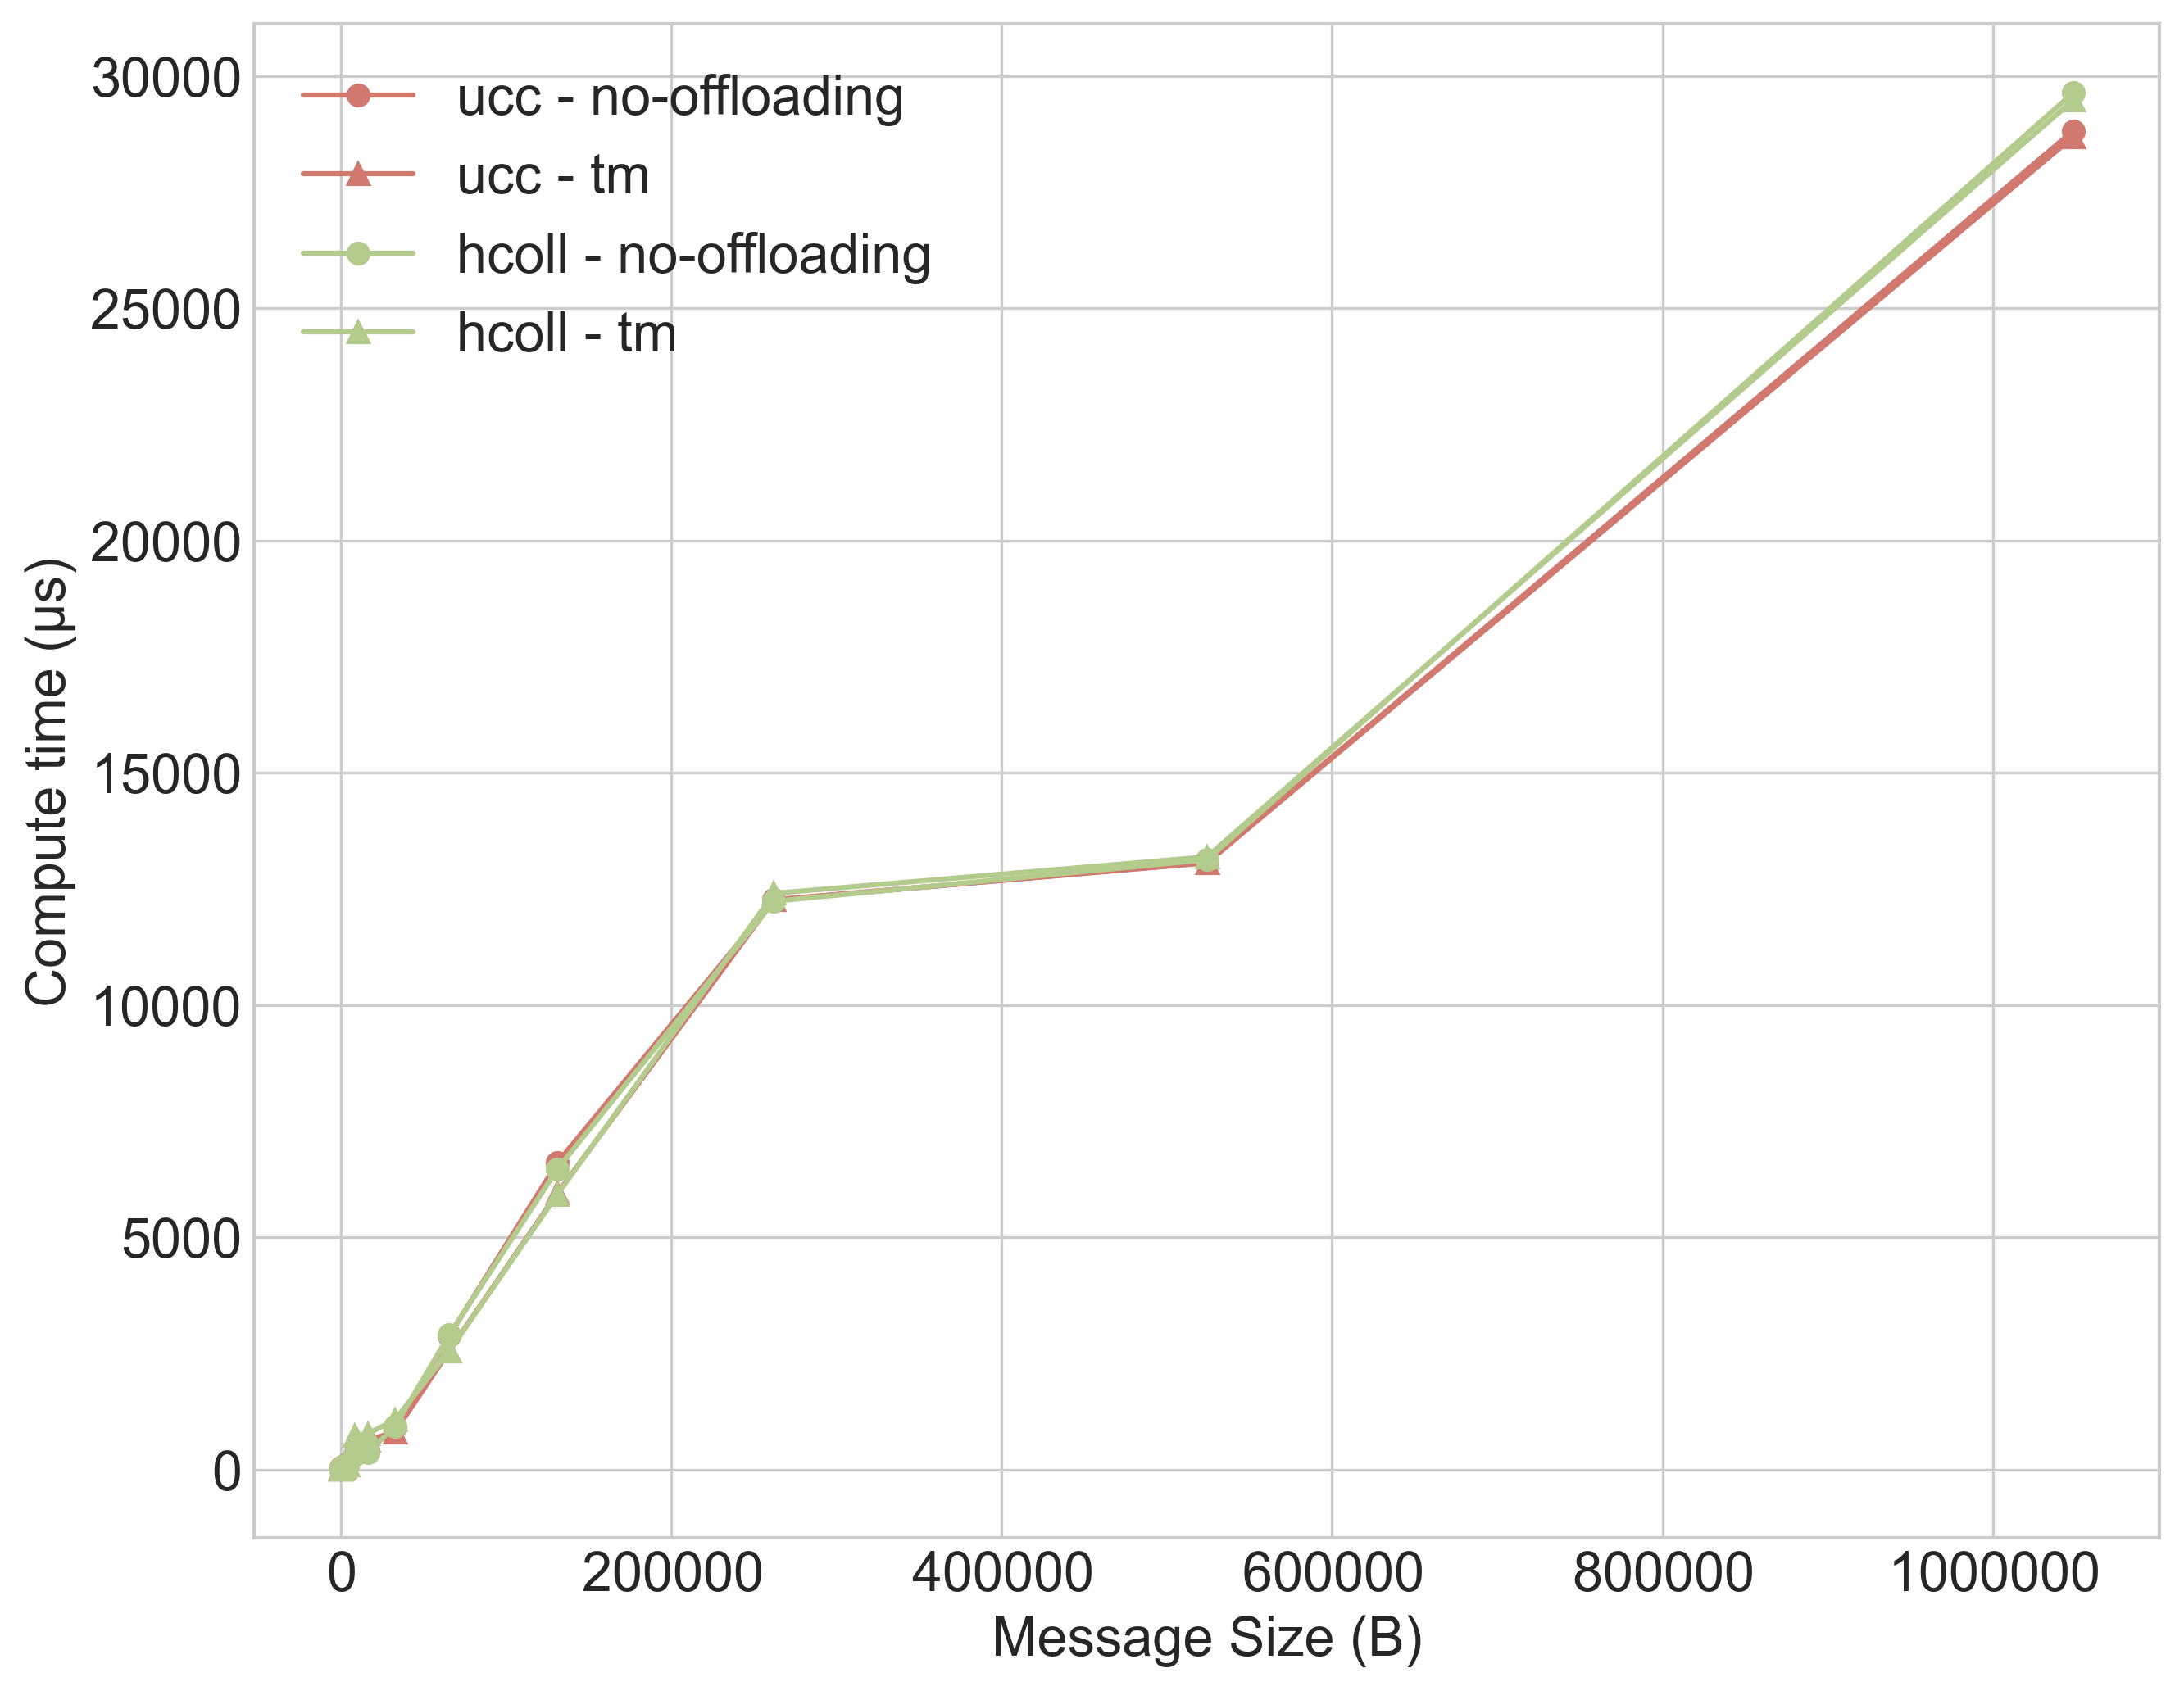 30000
25000
20000
15000
10000
5000
0
Compute time (µs)
ucc - no-offloading
ucc - tm
hcoll - no-offloading
hcoll - tm
0 200000 400000 600000 800000 1000000
Message Size (B)